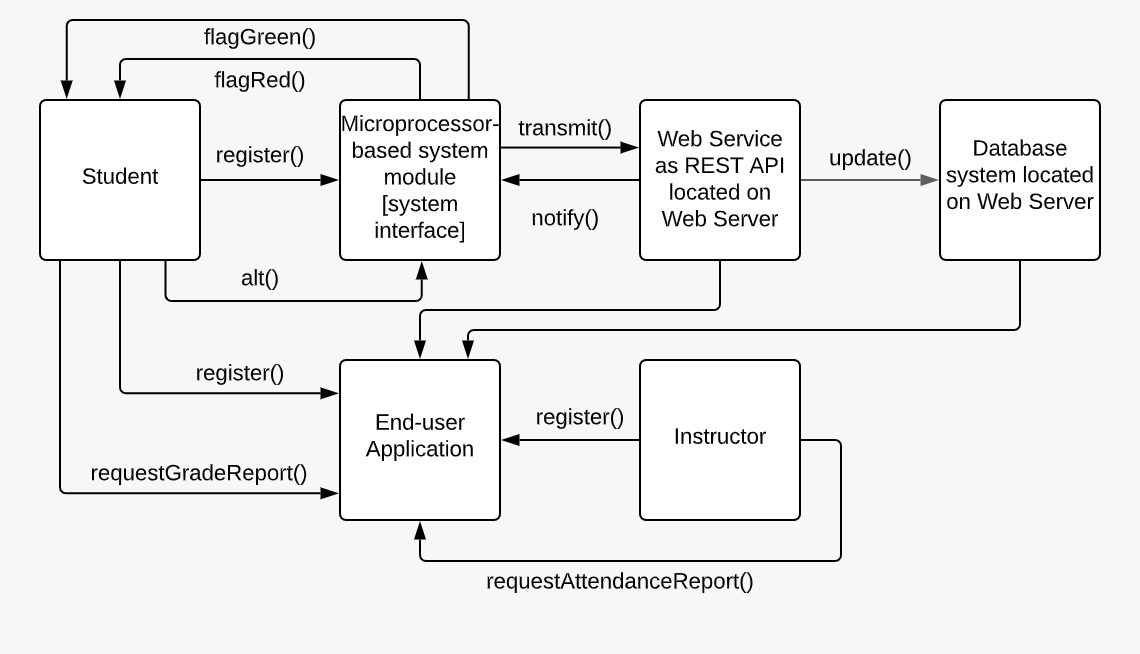 flagGreen()
flagRed()
Student
register()
Microprocessor-
based system
module
[system
interface]
transmit()
notify()
Web Service
as REST API
located on
Web Server
update()
Database
system located
on Web Server
alt()
register()
requestGradeReport()
End-user
Application
register()
Instructor
requestAttendanceReport()